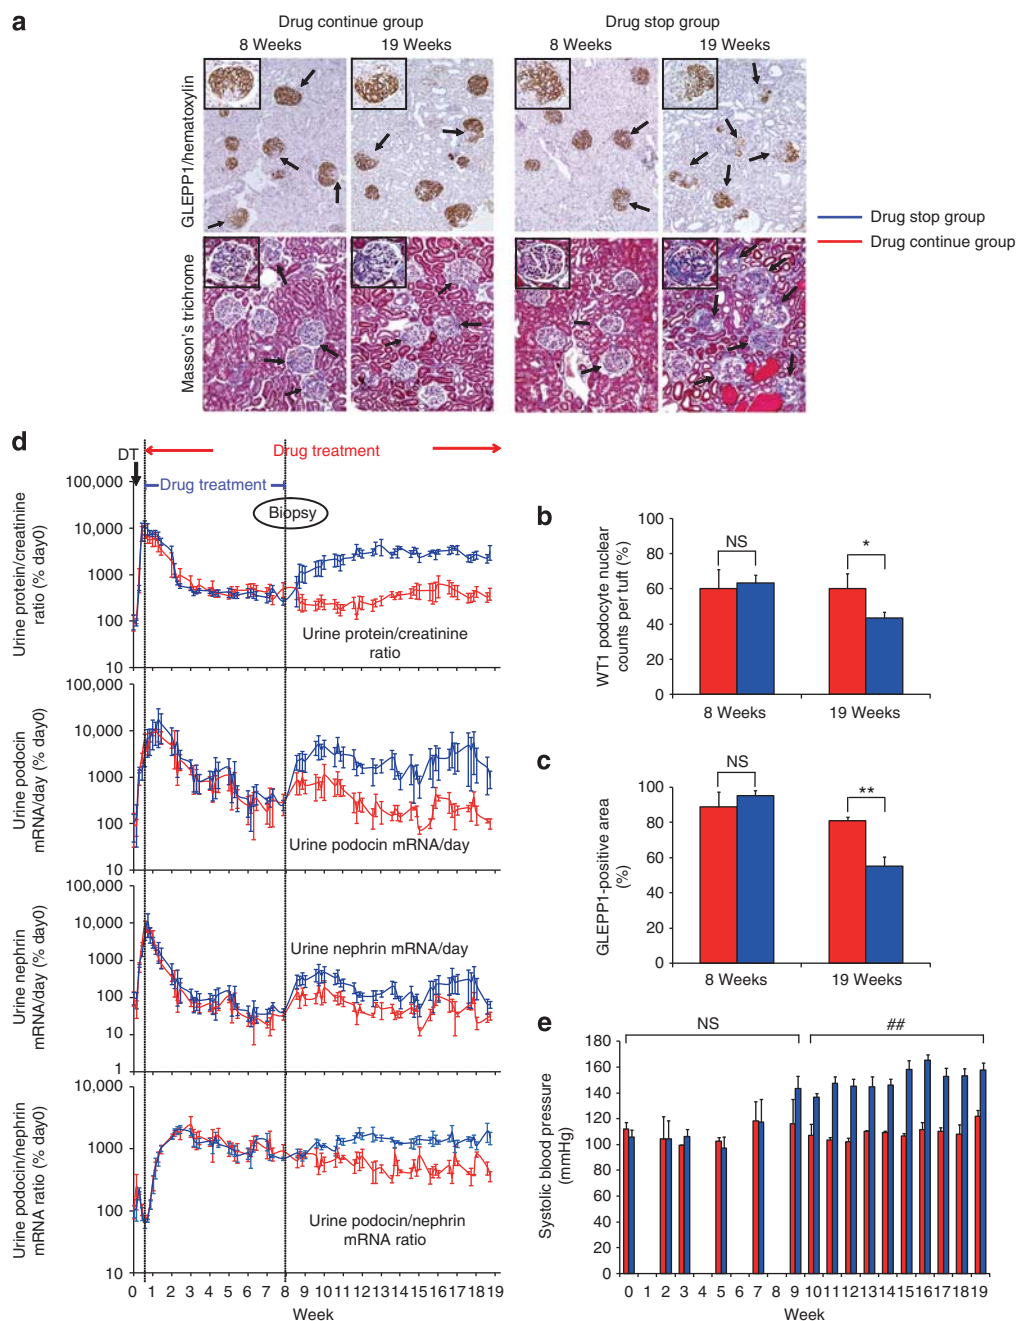 a
Drug continue group
Drug stop group
8 Weeks
19 Weeks
8 Weeks
19 Weeks
GLEPP1/hematoxylin
Masson's trichrome
Drug stop group
Drug continue group
d
DT
Drug treatment
Drug treatment
Biopsy
Urine protein/creatinine
ratio (% day0)
100,000
10,000
1000
100
10
Urine protein/creatinine
ratio
Urine podocin
mRNA/day (% day0)
100,000
10,000
1000
100
10
Urine podocin mRNA/day
Urine nephrin
mRNA/day (% day0)
100,000
10,000
1000
100
10
1
Urine nephrin mRNA/day
Urine podocin/nephrin
mRNA ratio (% day0)
10,000
1000
100
10
Urine podocin/nephrin
mRNA ratio
0 1 2 3 4 5 6 7 8 9 10 11 12 13 14 15 16 17 18 19
Week
b
WT1 podocyte nuclear
counts per tuft (%)
100
80
60
40
20
0
NS
*
8 Weeks
19 Weeks
c
GLEPP1-positive area
(%)
100
80
60
40
20
0
NS
**
8 Weeks
19 Weeks
e
NS
##
Systolic blood pressure
(mmHg)
180
160
140
120
100
80
60
40
20
0
0 1 2 3 4 5 6 7 8 9 10 11 12 13 14 15 16 17 18 19
Week